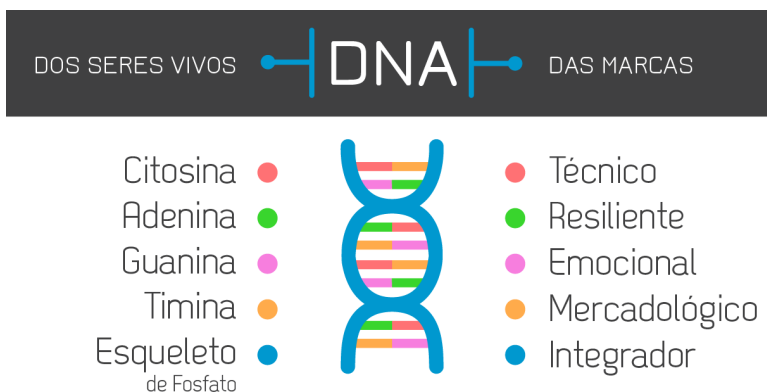 DOS SERES VIVOS DNA DAS MARCAS
Citosina
Adenina
Guanina
Timina
Esqueleto
de Fosfato
Técnico
Resiliente
Emocional
Mercadológico
Integrador